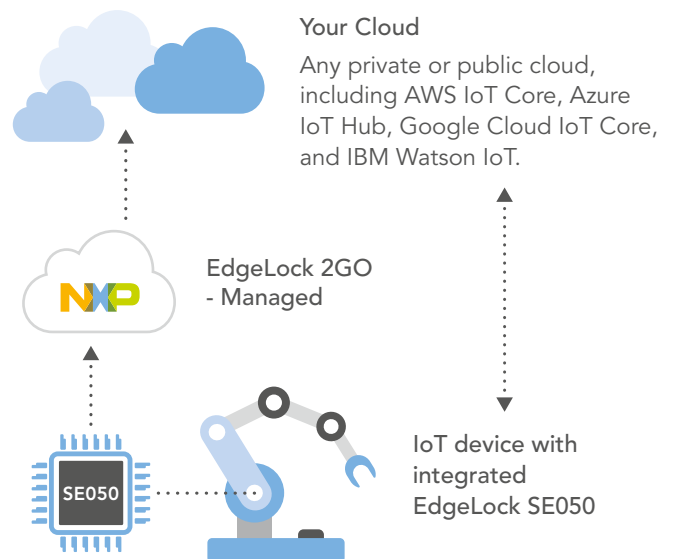 Your Cloud
Any private or public cloud,
including AWS IoT Core, Azure
IoT Hub, Google Cloud IoT Core,
and IBM Watson IoT.
NXP
EdgeLock 2GO
- Managed
SE050
IoT device with
integrated
EdgeLock SE050